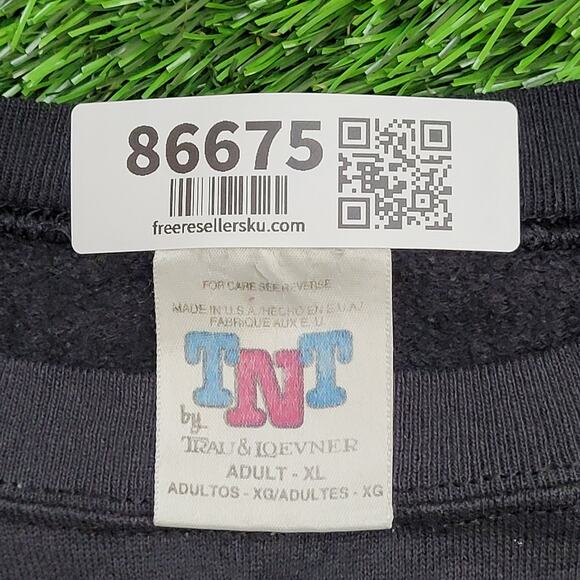 86675
freeresellersku.com
FOR CARE SEE REVERSE
MADE IN U.S.A./HECHO EN E.U.A./
FABRIQUE AUX E. U
TNT
by
TRAU & LOEVNER
ADULT - XL
ADULTOS - XG/ADULTES - XG